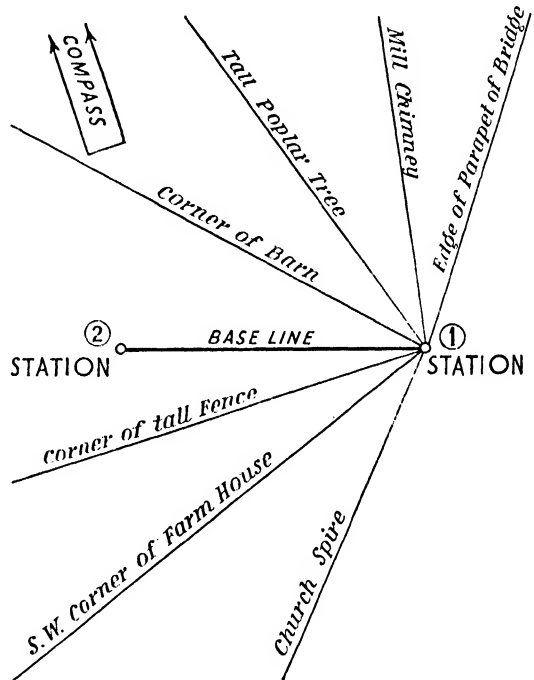 COMPASS
Tall Poplar Tree
Mill Chimney
Edge of Parapet of Bridge
Corner of Barn
②
STATION
BASE LINE
①
STATION
Corner of tall Fence
S.W. Corner of Farm House
Church Spire